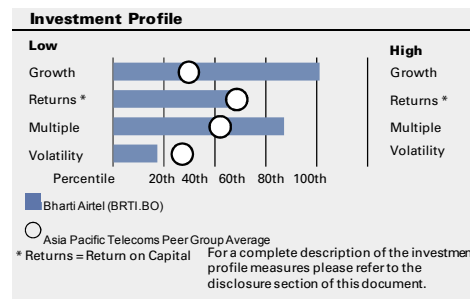 Investment Profile
Low
High
Growth
Growth
Returns *
Returns *
Multiple
Multiple
Volatility
Volatility
Percentile 20th 40th 60th 80th 100th
Bharti Airtel (BRTI.BO)
Asia Pacific Telecoms Peer Group Average
* Returns = Return on Capital
For a complete description of the investmen
profile measures please refer to the
disclosure section of this document.